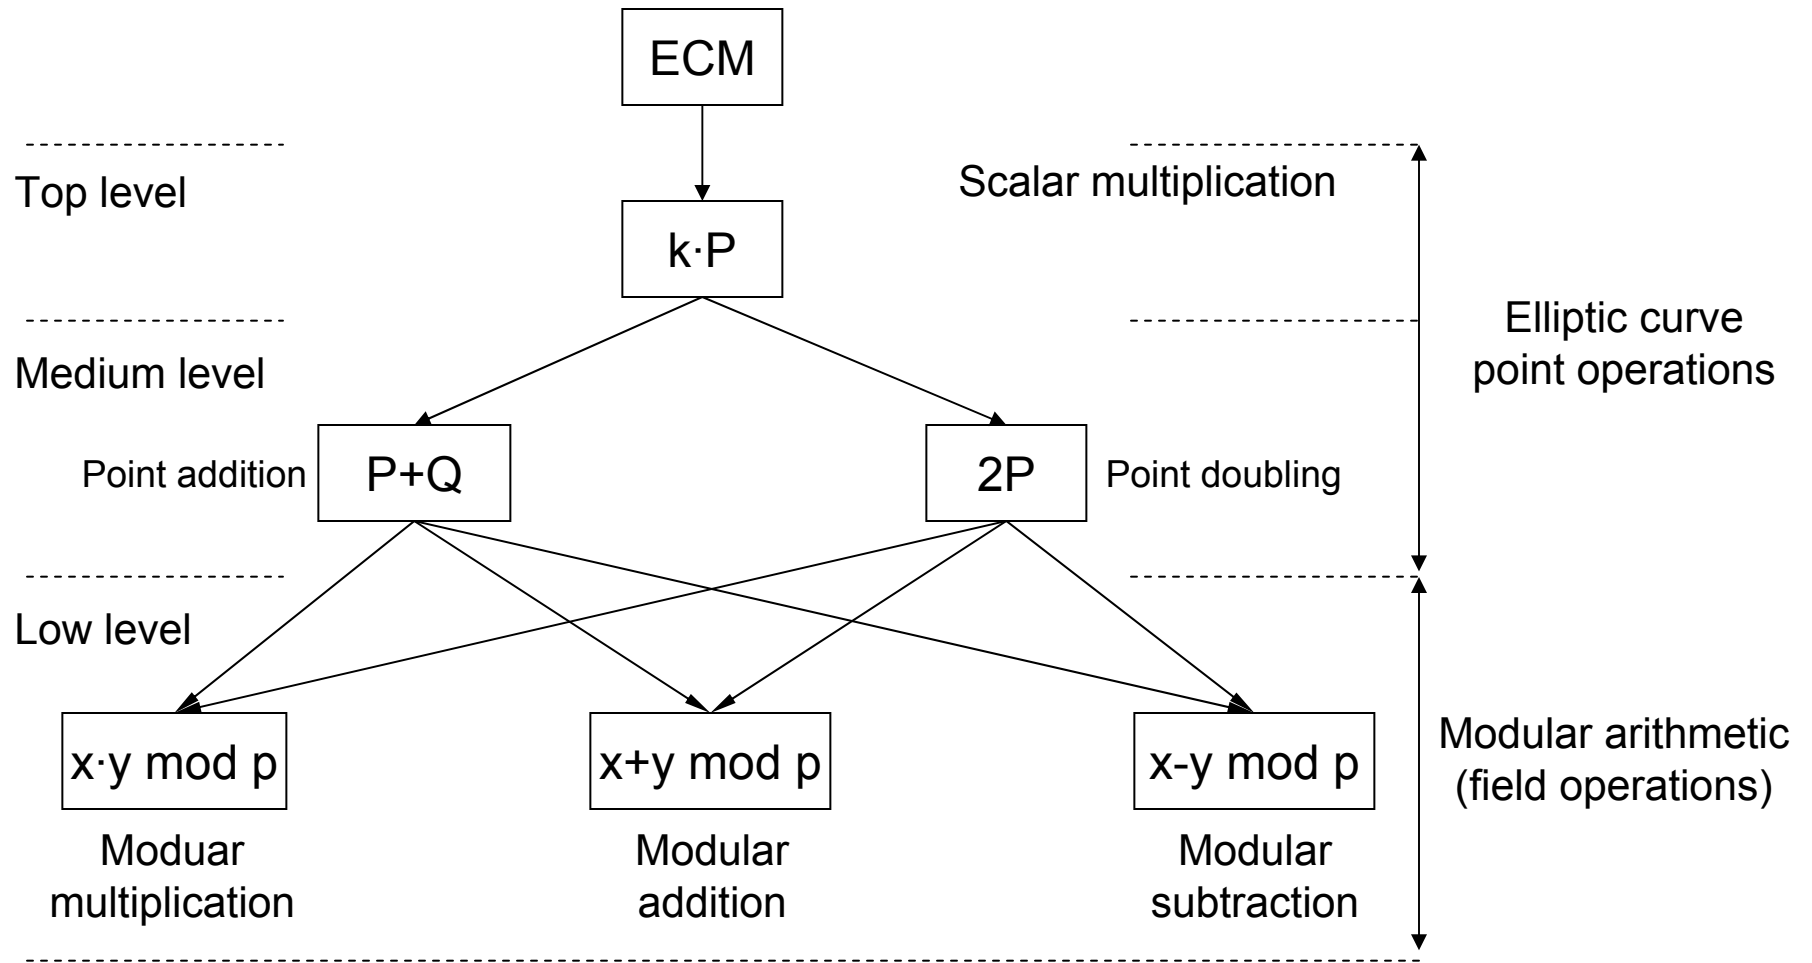 ECM
Top level
Scalar multiplication
k·P
Elliptic curve
point operations
Medium level
Point addition
P+Q
2P
Point doubling
Low level
x·y mod p
x+y mod p
x-y mod p
Modular arithmetic
(field operations)
Moduar
multiplication
Modular
addition
Modular
subtraction